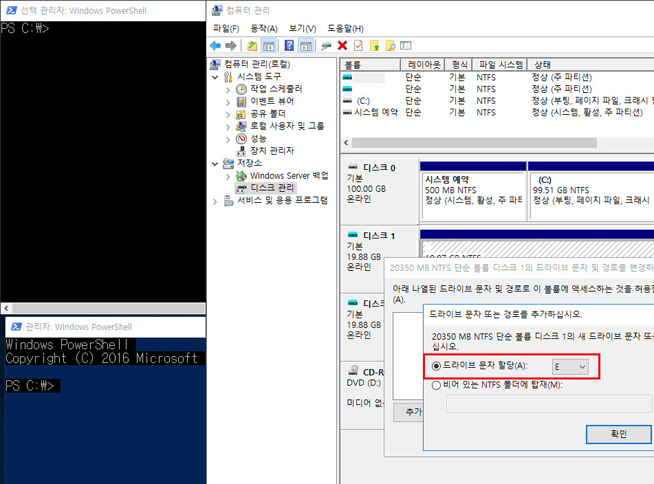 선택 관리자: Windows PowerShell
PS C:\>
관리자: Windows PowerShell
Windows PowerShell
Copyright (C) 2016 Microsoft
PS C:\>
컴퓨터 관리
파일(F) 동작(A) 보기(V) 도움말(H)
컴퓨터 관리(로컬)
시스템 도구
작업 스케줄러
이벤트 뷰어
공유 폴더
로컬 사용자 및 그룹
성능
장치 관리자
저장소
Windows Server 백업
디스크 관리
서비스 및 응용 프로그램
볼륨 레이아웃 형식 파일 시스템 상태
단순 기본 NTFS 정상 (주 파티션)
단순 기본 NTFS 정상 (주 파티션)
(C:) 단순 기본 NTFS 정상 (부팅, 페이지 파일, 크래시
시스템 예약 단순 기본 NTFS 정상 (시스템, 활성, 주 파티션)
디스크 0
기본
100.00 GB
온라인
시스템 예약
500 MB NTFS
정상 (시스템, 활성, 주 파티
(C:)
99.51 GB NTFS
정상 (부팅, 페이지 파일, 크래시
디스크 1
기본
19.88 GB
온라인
19.87 GB NTFS
디스
기본
19.88
온라인
CD-R
DVD (D:)
미디어 없
20350 MB NTFS 단순 볼륨 디스크 1의 드라이브 문자 및 경로를 변경하
아래 나열된 드라이브 문자 및 경로로 이 볼륨에 액세스하는 것을 허용
(A).
추가
드라이브 문자 또는 경로를 추가하십시오.
20350 MB NTFS 단순 볼륨 디스크 1의 새 드라이브 문자 또는
십시오.
드라이브 문자 할당(A): E
비어 있는 NTFS 폴더에 탑재(M):
확인